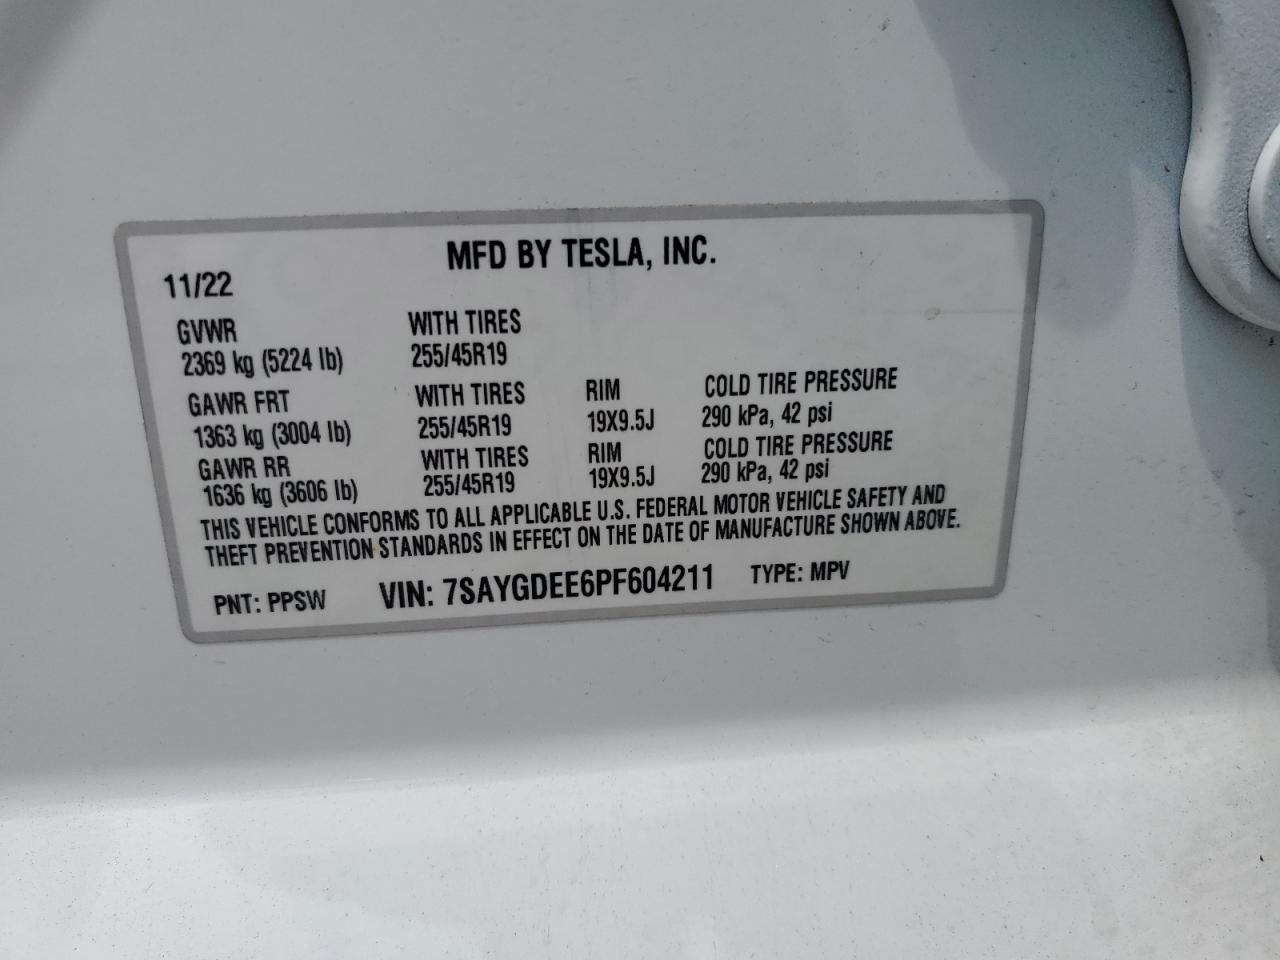 MFD BY TESLA, INC.
11/22
GVWR WITH TIRES
2369 kg (5224 lb) 255/45R19
GAWR FRT WITH TIRES RIM COLD TIRE PRESSURE
1363 kg (3004 lb) 255/45R19 19X9.5J 290 kPa, 42 psi
GAWR RR WITH TIRES RIM COLD TIRE PRESSURE
1636 kg (3606 lb) 255/45R19 19X9.5J 290 kPa, 42 psi
THIS VEHICLE CONFORMS TO ALL APPLICABLE U.S. FEDERAL MOTOR VEHICLE SAFETY AND
THEFT PREVENTION STANDARDS IN EFFECT ON THE DATE OF MANUFACTURE SHOWN ABOVE.
PNT: PPSW VIN: 7SAYGDEE6PF604211 TYPE: MPV